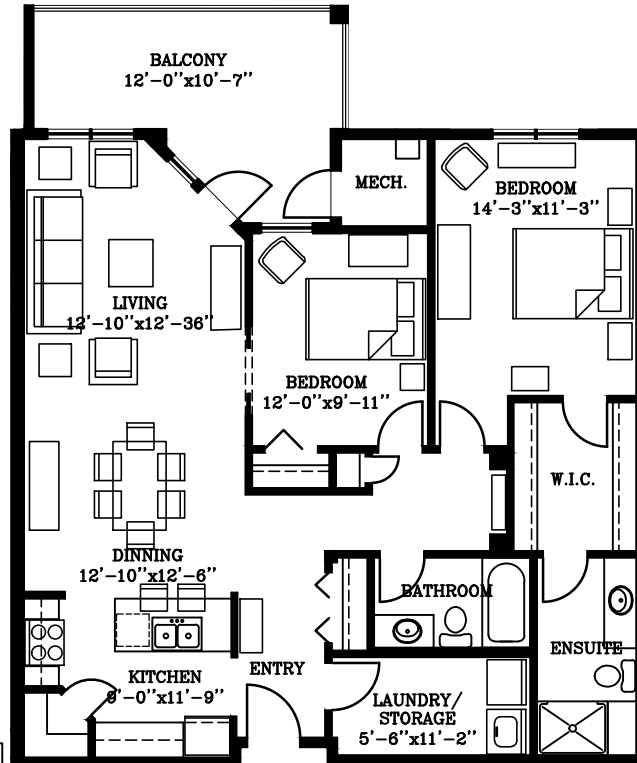 BALCONY
12'-0"x10'-7"
MECH.
BEDROOM
14'-3"x11'-3"
LIVING
12'-10"x12'-36"
BEDROOM
12'-0"x9'-11"
W.I.C.
DINNING
12'-10"x12'-6"
BATHROOM
ENSUITE
ENTRY
KITCHEN
9'-0"x11'-9"
LAUNDRY/
STORAGE
5'-6"x11'-2"